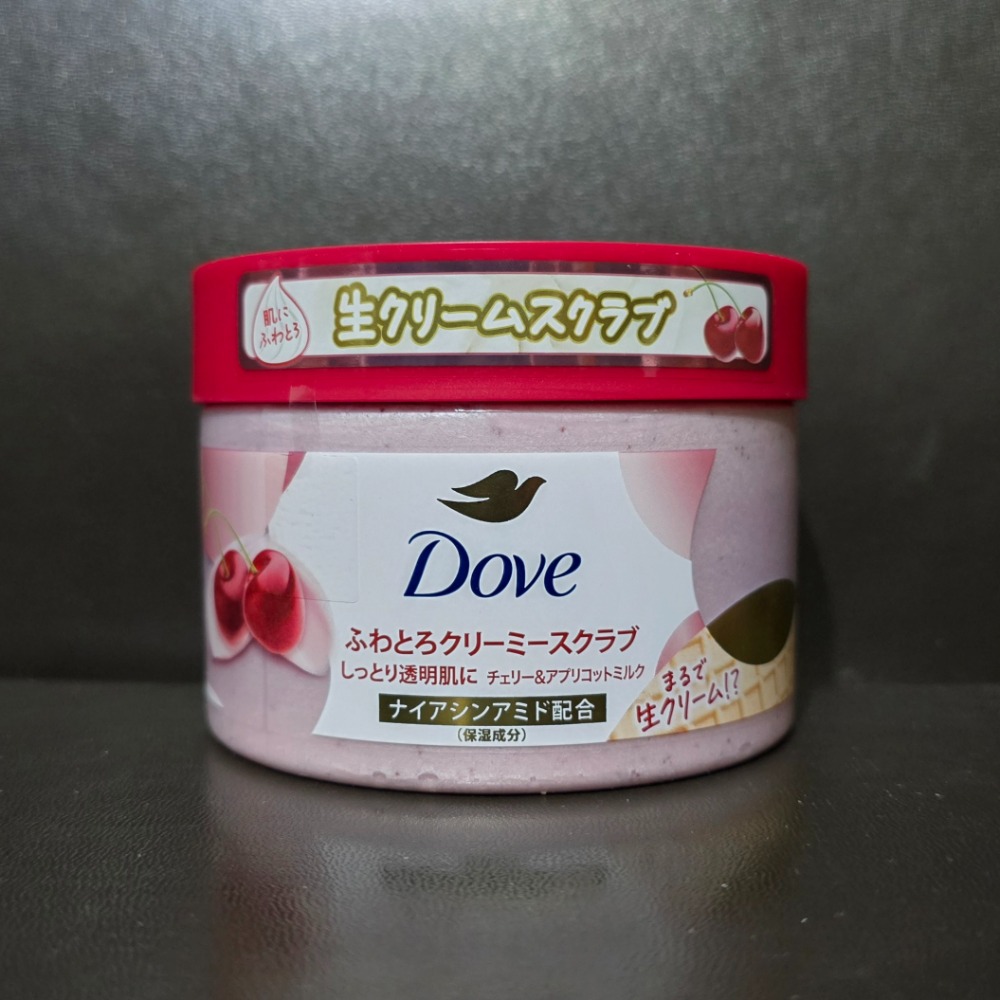 肌に
ふわとろ
生クリームスクラブ
Dove
ふわとろクリーミースクラブ
しっとり透明肌に チェリー&アプリコットミルク
ナイアシンアミド配合
(保湿成分)
まるで
生クリーム!?